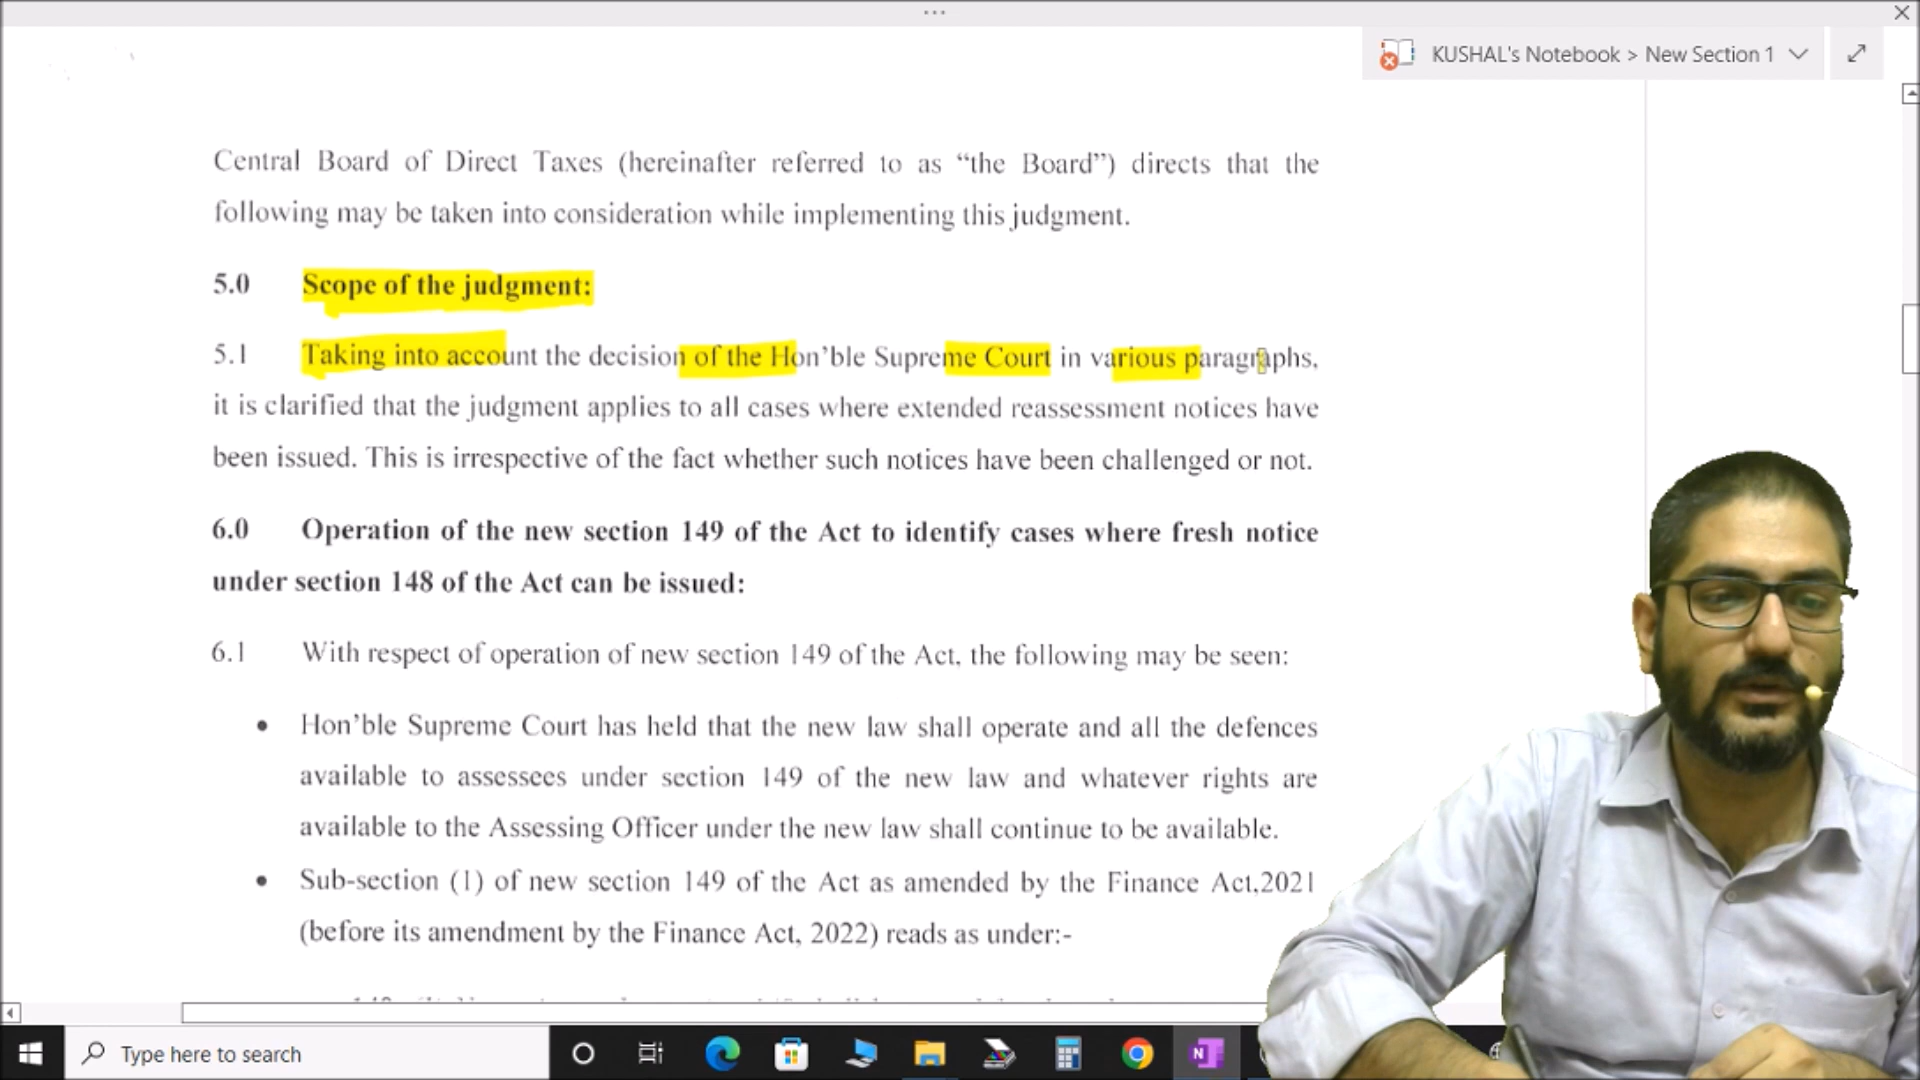 KUSHAL's Notebook > New Section 1
Central Board of Direct Taxes (hereinafter referred to as “the Board”) directs that the
following may be taken into consideration while implementing this judgment.
5.0 Scope of the judgment:
5.1 Taking into account the decision of the Hon’ble Supreme Court in various paragraphs,
it is clarified that the judgment applies to all cases where extended reassessment notices have
been issued. This is irrespective of the fact whether such notices have been challenged or not.
6.0 Operation of the new section 149 of the Act to identify cases where fresh notice
under section 148 of the Act can be issued:
6.1 With respect of operation of new section 149 of the Act, the following may be seen:
• Hon’ble Supreme Court has held that the new law shall operate and all the defences
available to assessees under section 149 of the new law and whatever rights are
available to the Assessing Officer under the new law shall continue to be available.
• Sub-section (1) of new section 149 of the Act as amended by the Finance Act,2021
(before its amendment by the Finance Act, 2022) reads as under:-
Type here to search